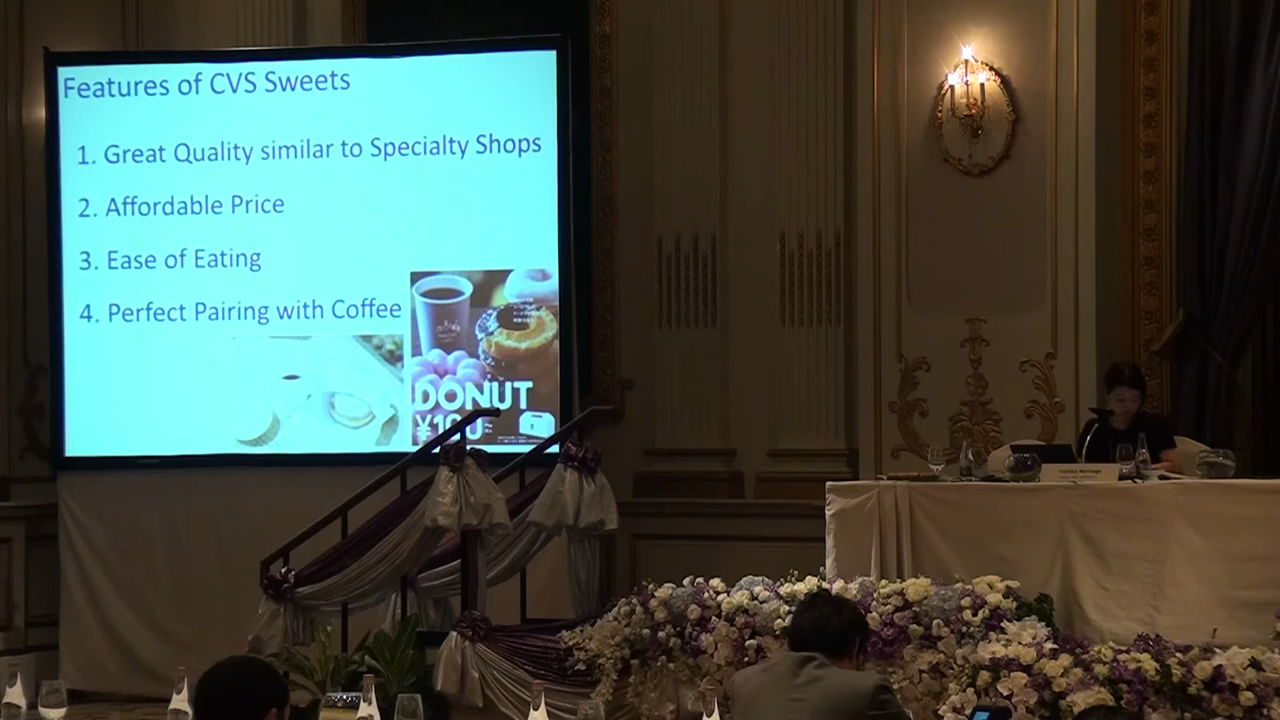 Features of CVS Sweets
1. Great Quality similar to Specialty Shops
2. Affordable Price
3. Ease of Eating
4. Perfect Pairing with Coffee
DONUT